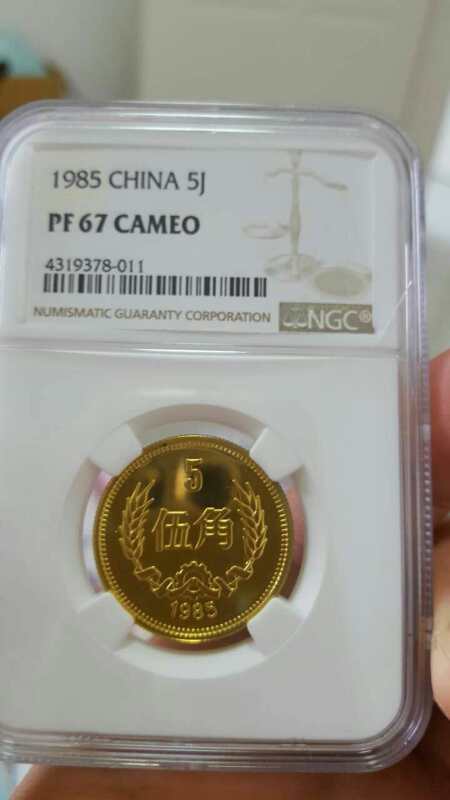 1985 CHINA 5J
PF 67 CAMEO
4319378-011
NUMISMATIC GUARANTY CORPORATION
NGC®
5
伍角
1985